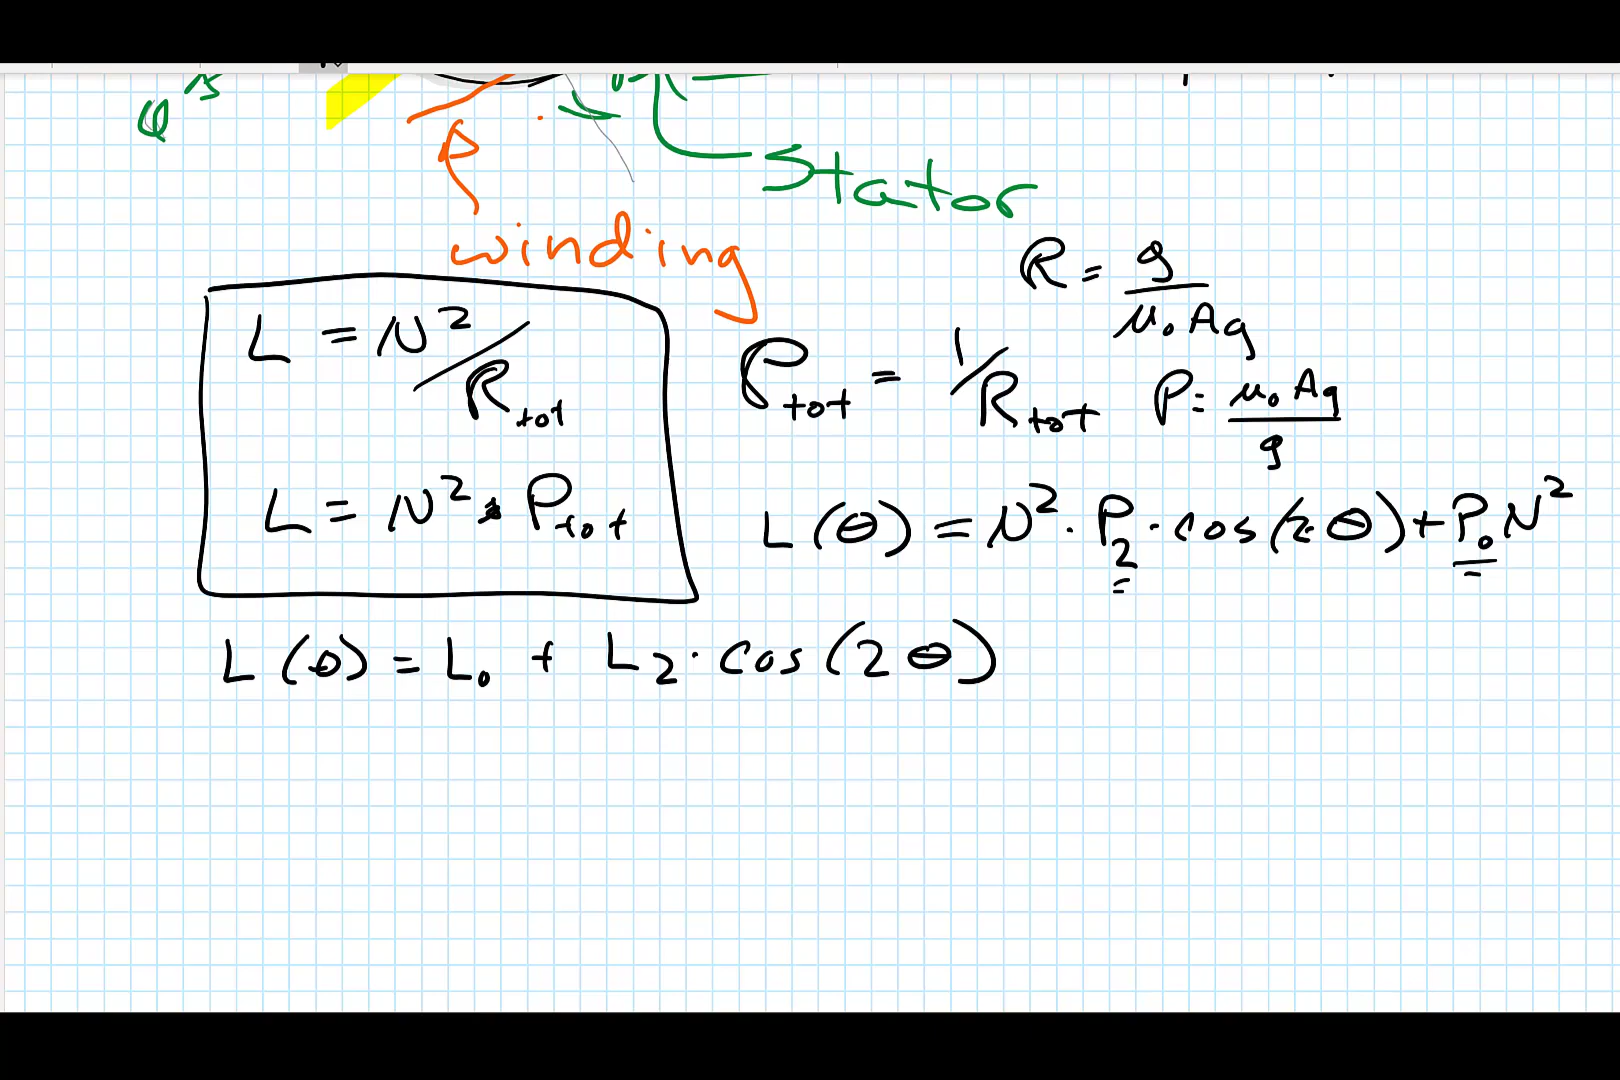 Stator
winding
R = g / μ₀Ag
L = N² / R_tot
P_tot = 1 / R_tot
P = μ₀Ag / g
L = N² · P_tot
L(θ) = N² · P₂ · cos(2·θ) + P₀N²
L(θ) = L₀ + L₂ · cos(2θ)